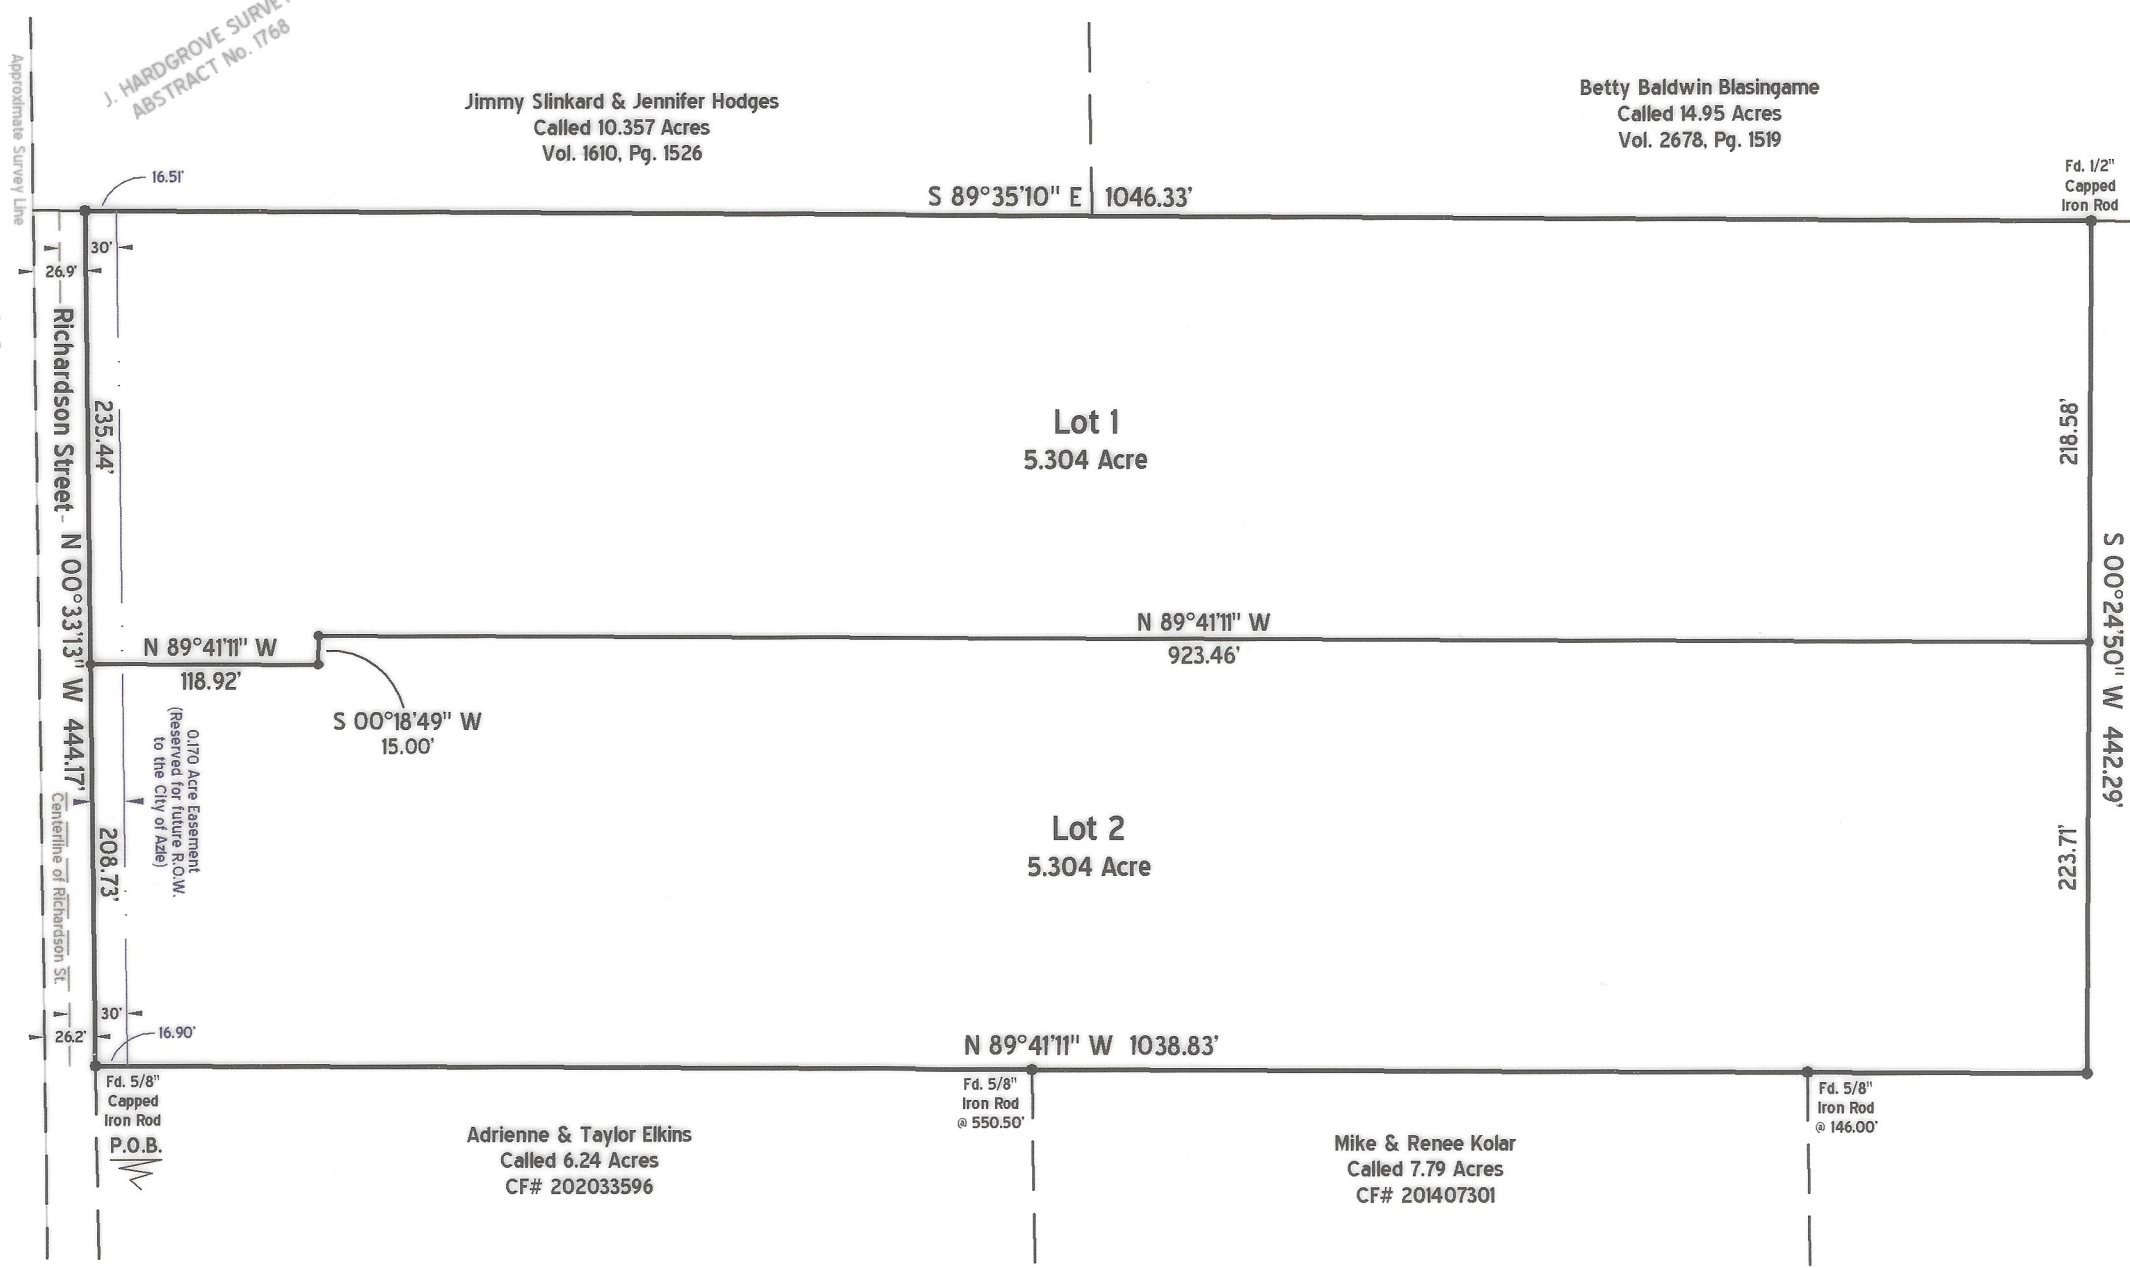 J. HARDGROVE SURVEY
ABSTRACT No. 1768
Approximate Survey Line
Jimmy Slinkard & Jennifer Hodges
Called 10.357 Acres
Vol. 1610, Pg. 1526
Betty Baldwin Blasingame
Called 14.95 Acres
Vol. 2678, Pg. 1519
Fd. 1/2"
Capped
Iron Rod
16.51'
S 89°35'10" E 1046.33'
30'
26.9'
Richardson Street
235.44'
Lot 1
5.304 Acre
218.58'
N 00°33'13" W 444.17'
S 00°24'50" W 442.29'
N 89°41'11" W
118.92'
N 89°41'11" W
923.46'
S 00°18'49" W
15.00'
0.170 Acre Easement
(Reserved for future R.O.W.
to the City of Azle)
Centerline of Richardson St.
208.73'
Lot 2
5.304 Acre
223.71'
30'
26.2'
16.90'
N 89°41'11" W 1038.83'
Fd. 5/8"
Capped
Iron Rod
P.O.B.
Fd. 5/8"
Iron Rod
@ 550.50'
Fd. 5/8"
Iron Rod
@ 146.00'
Adrienne & Taylor Elkins
Called 6.24 Acres
CF# 202033596
Mike & Renee Kolar
Called 7.79 Acres
CF# 201407301